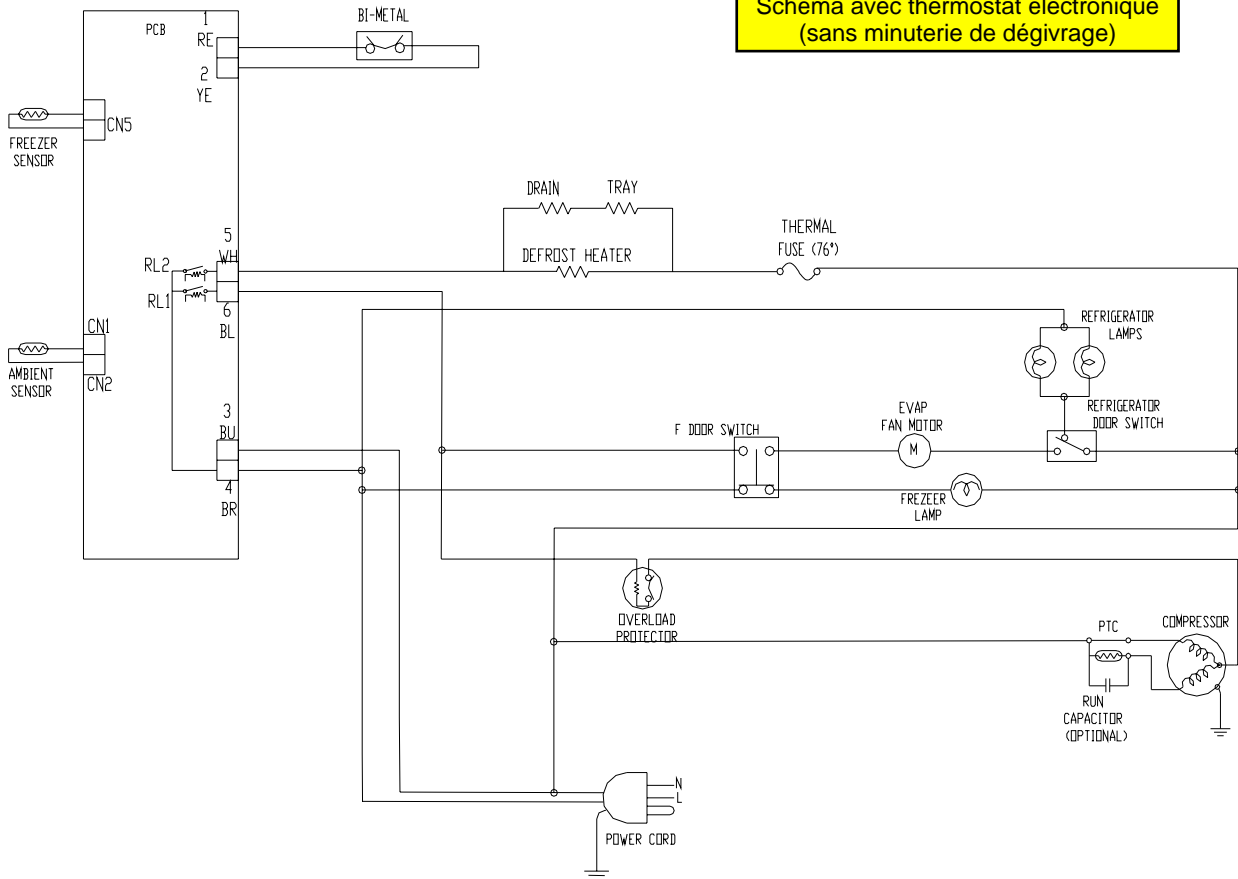 Schéma avec thermostat électronique
(sans minuterie de dégivrage)
BI-METAL
PCB
1
RE
2
YE
CN5
FREEZER
SENSOR
DRAIN
TRAY
DEFROST HEATER
THERMAL
FUSE (76°)
5
WH
RL2
RL1
6
BL
CN1
CN2
AMBIENT
SENSOR
REFRIGERATOR
LAMPS
3
BU
4
BR
F DOOR SWITCH
EVAP
FAN MOTOR
M
REFRIGERATOR
DOOR SWITCH
FREZEER
LAMP
OVERLOAD
PROTECTOR
PTC
COMPRESSOR
RUN
CAPACITOR
(OPTIONAL)
N
L
POWER CORD